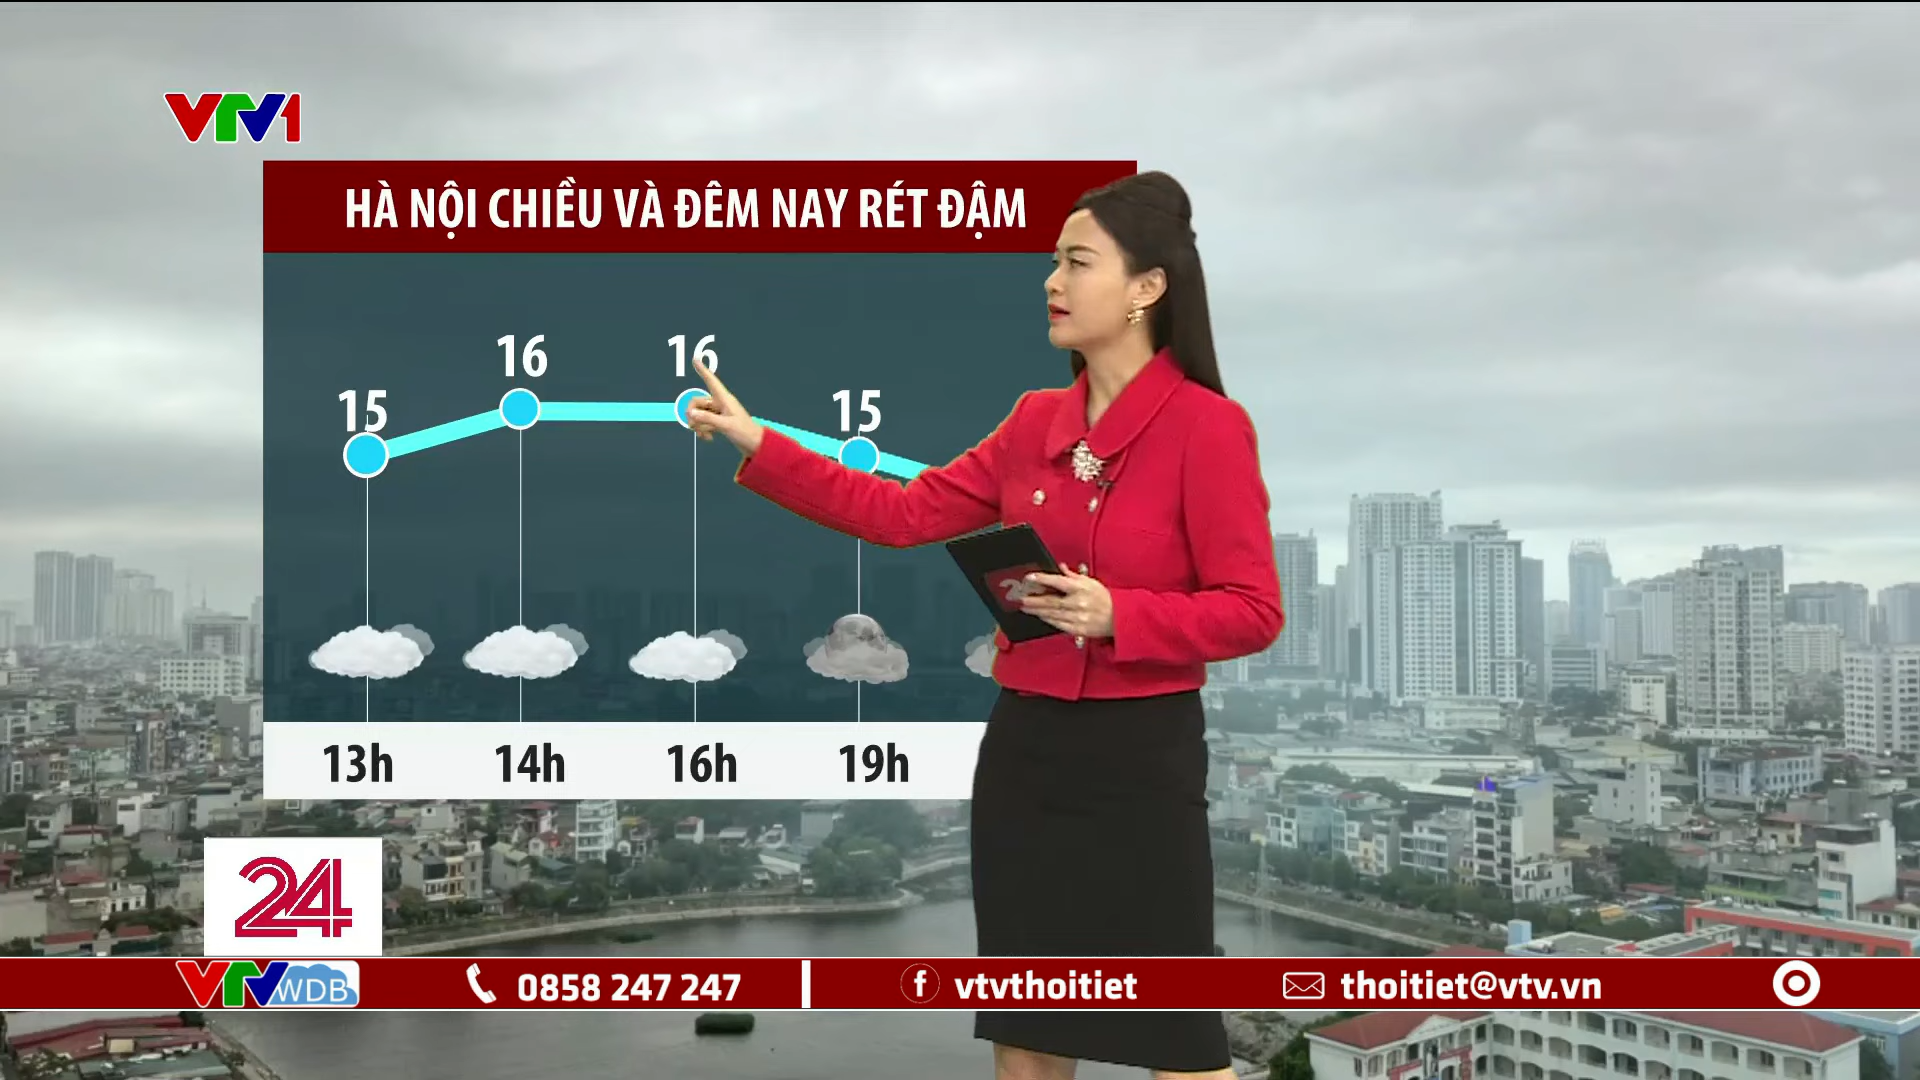 VTV1
HÀ NỘI CHIỀU VÀ ĐÊM NAY RÉT ĐẬM
15
16
16
15
13h
14h
16h
19h
24
24
VTV WDB
0858 247 247
vtvthoitiet
thoitiet@vtv.vn